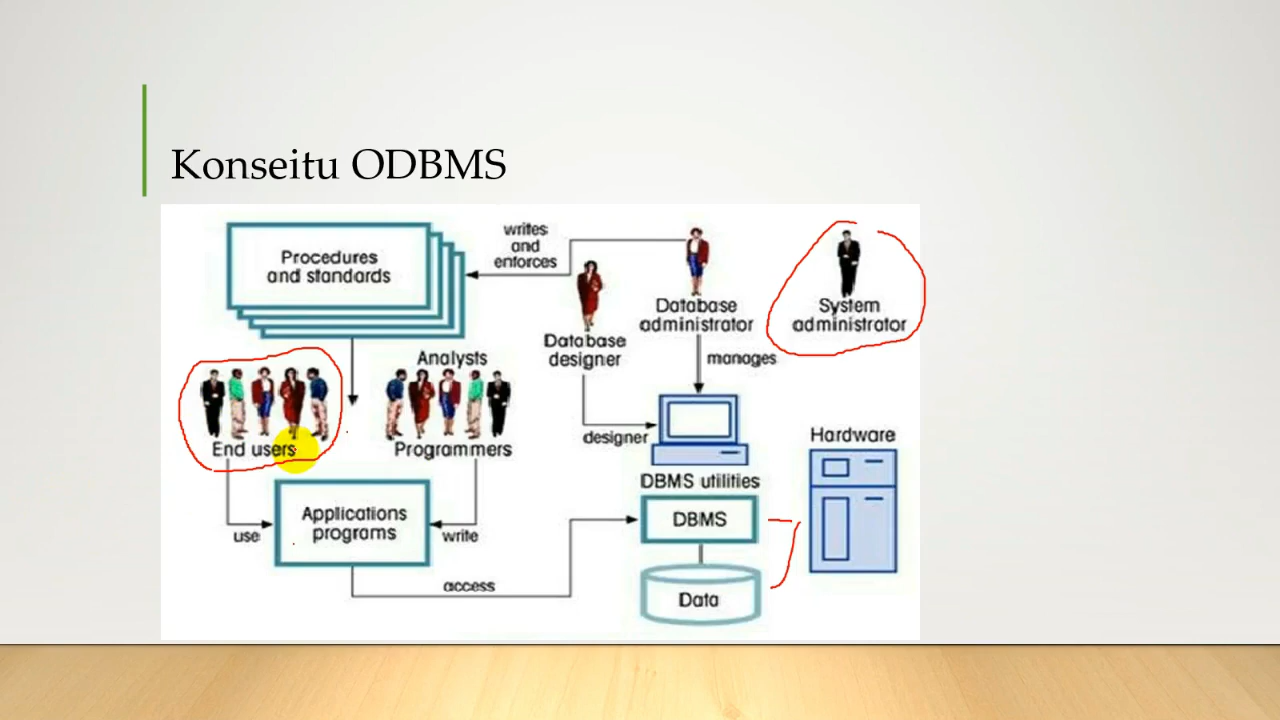 Konseitu ODBMS
writes
and
enforces
Procedures
and standards
Database
administrator
System
administrator
Database
designer
manages
Analysts
designer
Hardware
End users
Programmers
DBMS utilities
Applications
programs
use
write
DBMS
access
Data